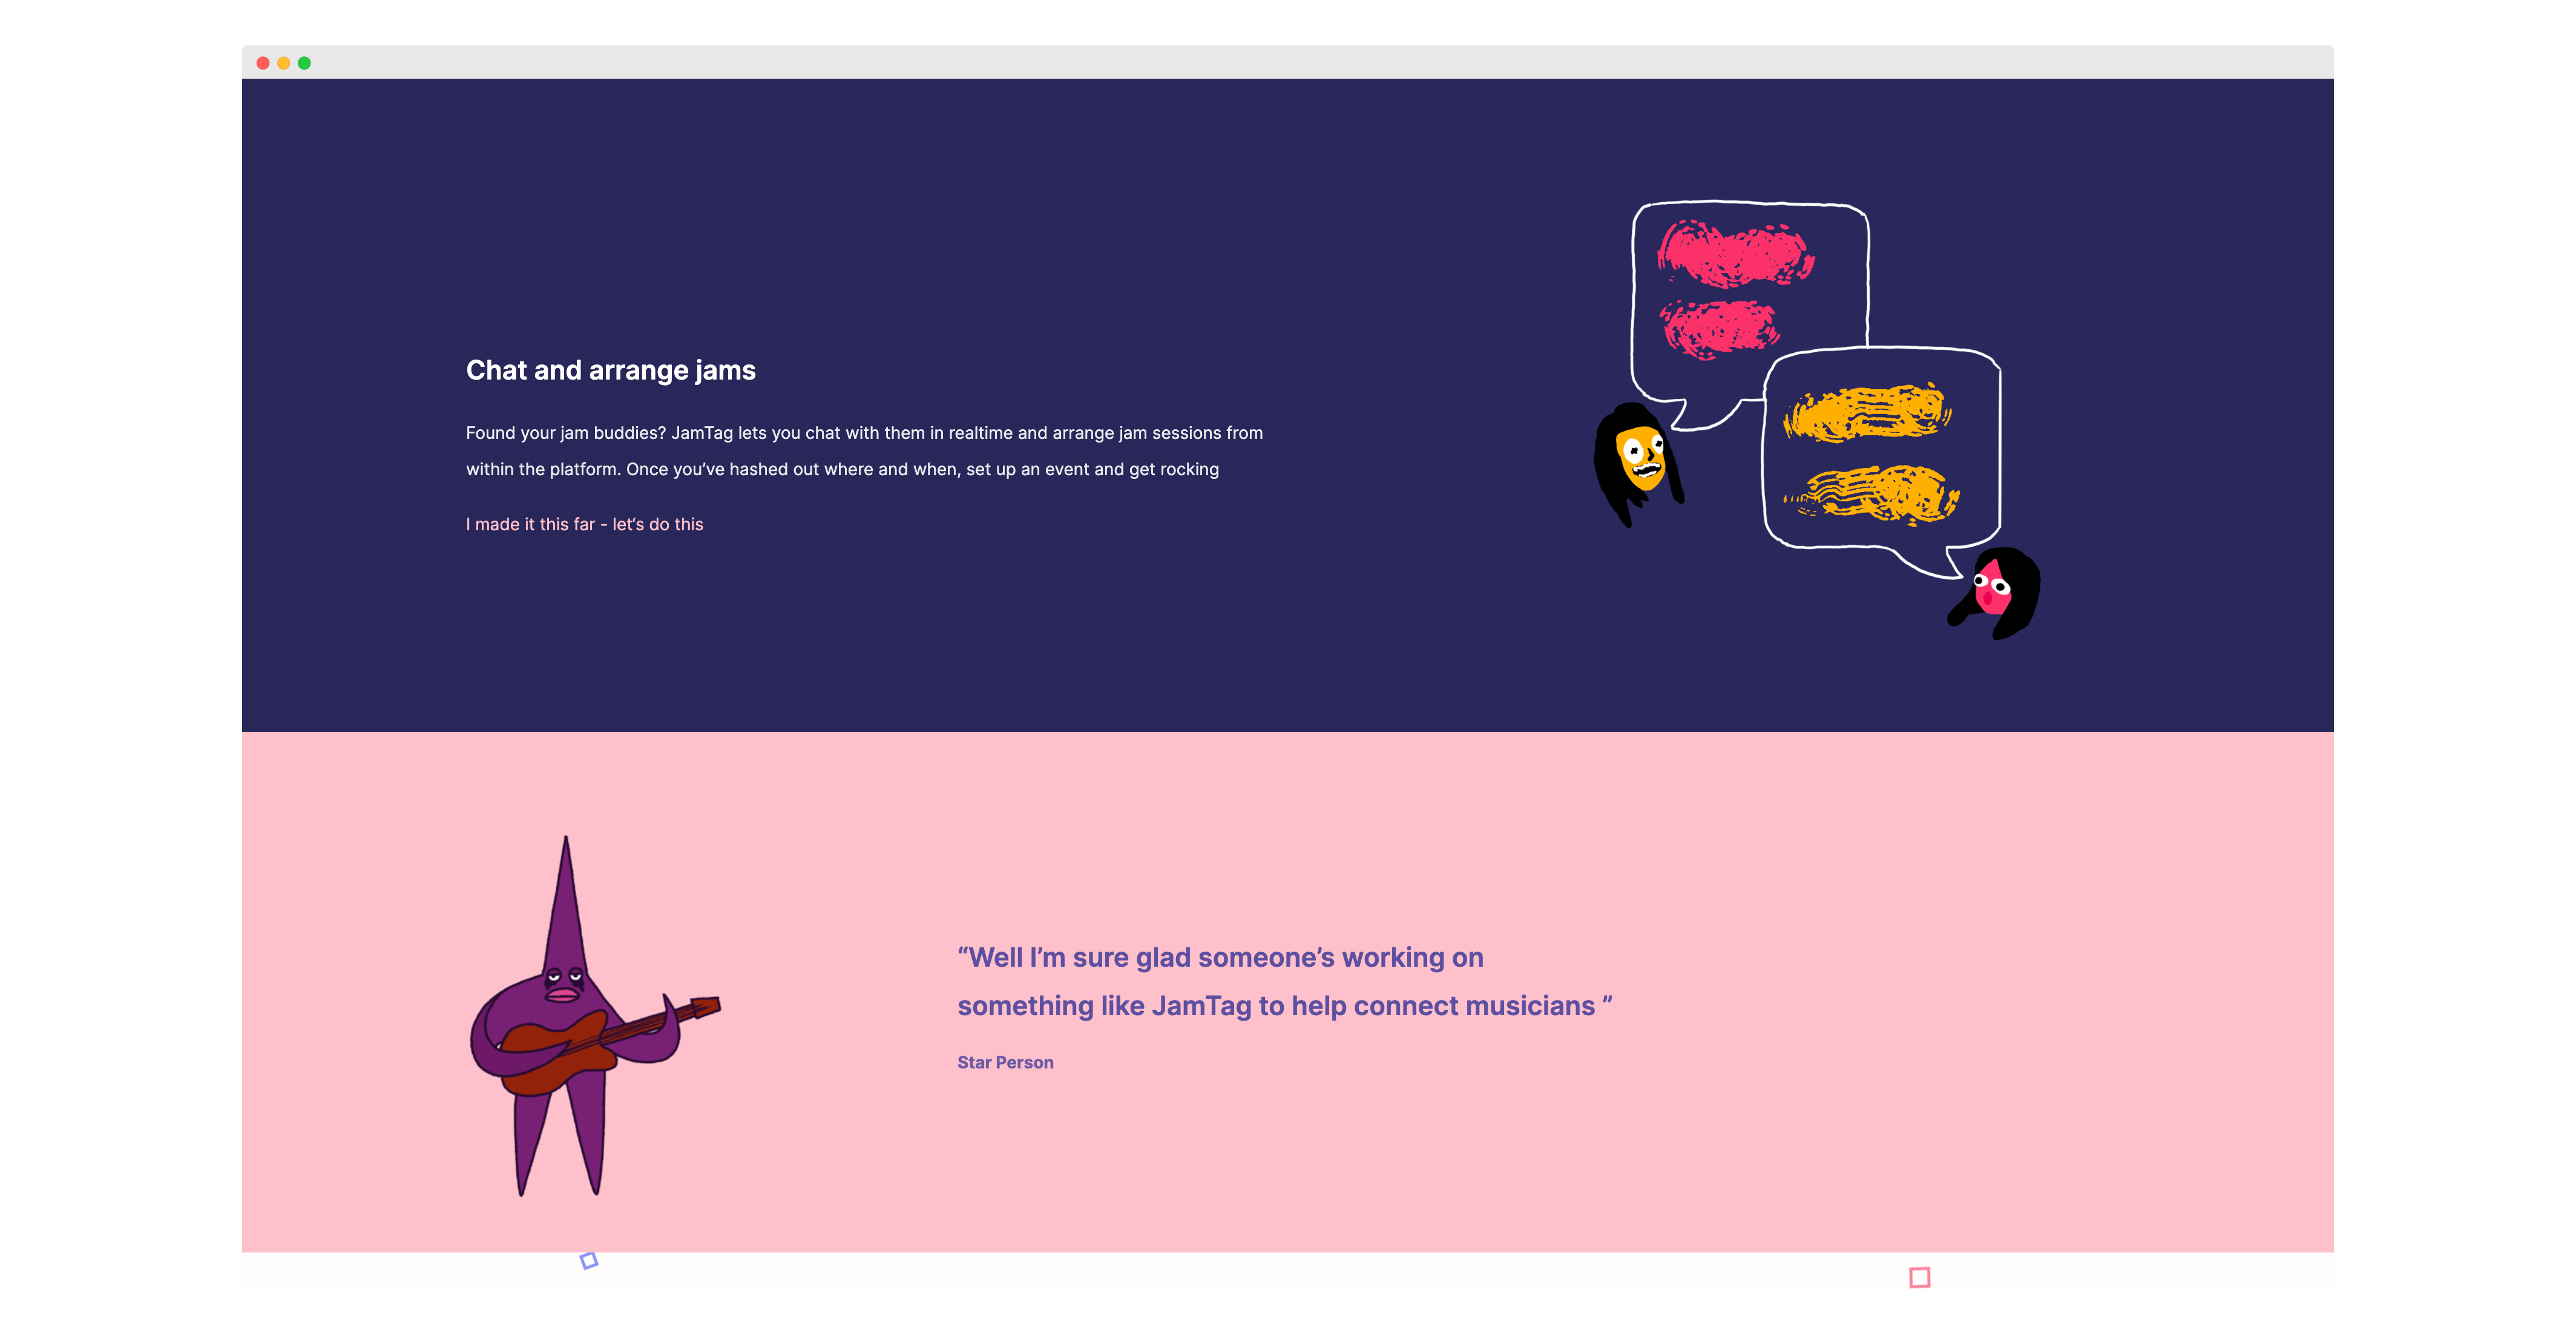 Chat and arrange jams
Found your jam buddies? JamTag lets you chat with them in realtime and arrange jam sessions from
within the platform. Once you’ve hashed out where and when, set up an event and get rocking
I made it this far - let’s do this
“Well I’m sure glad someone’s working on
something like JamTag to help connect musicians ”
Star Person